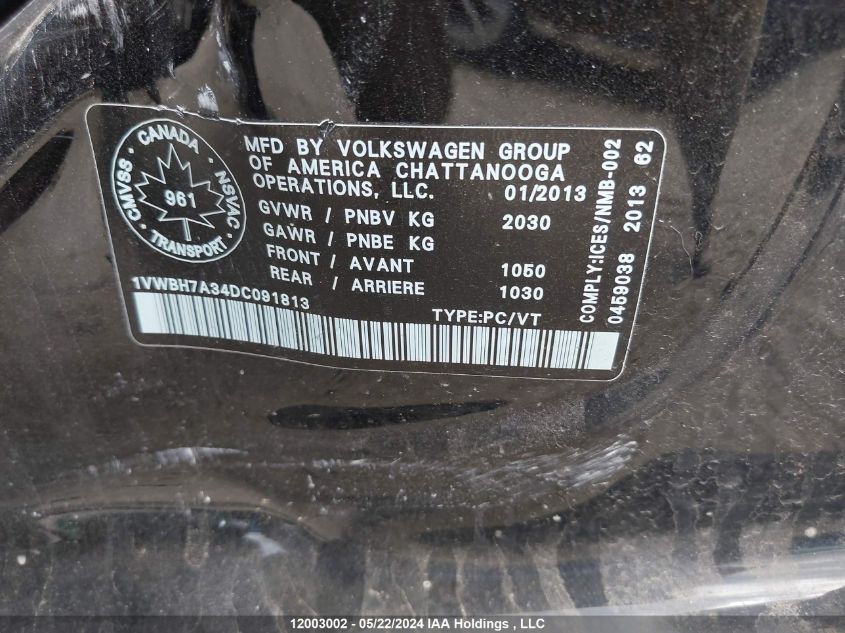 CANADA
CMVSS
NSVAC
961
TRANSPORT
MFD BY VOLKSWAGEN GROUP
OF AMERICA CHATTANOOGA
OPERATIONS, LLC. 01/2013
GVWR / PNBV KG 2030
GAWR / PNBE KG
FRONT / AVANT 1050
REAR / ARRIERE 1030
1VWBH7A34DC091813
TYPE:PC/VT
COMPLY:ICES/NMB-002
0459038 2013 62
12003002 - 05/22/2024 IAA Holdings , LLC